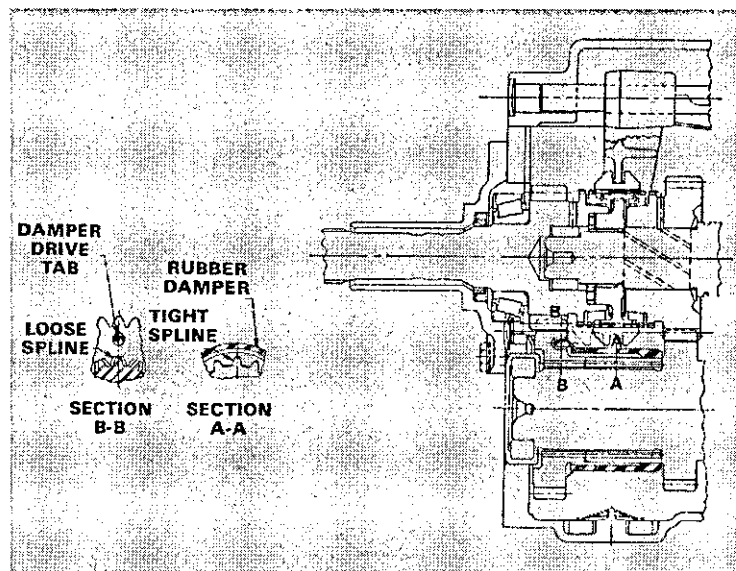 DAMPER
DRIVE
TAB
RUBBER
DAMPER
LOOSE
SPLINE
TIGHT
SPLINE
SECTION
B-B
SECTION
A-A
B
A
B
A